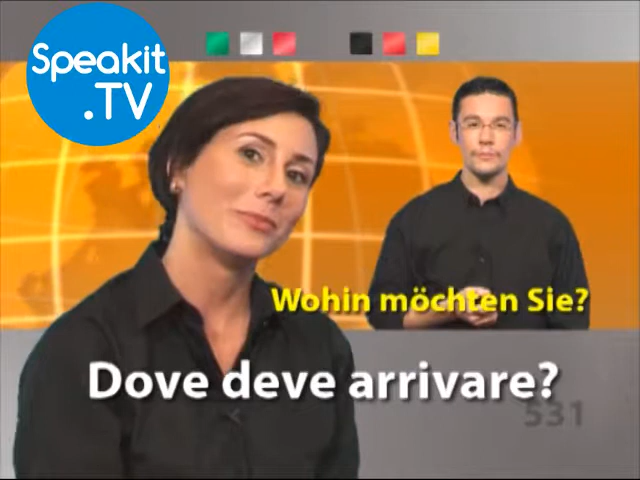 Speakit
.TV
Wohin möchten Sie?
Dove deve arrivare?
531